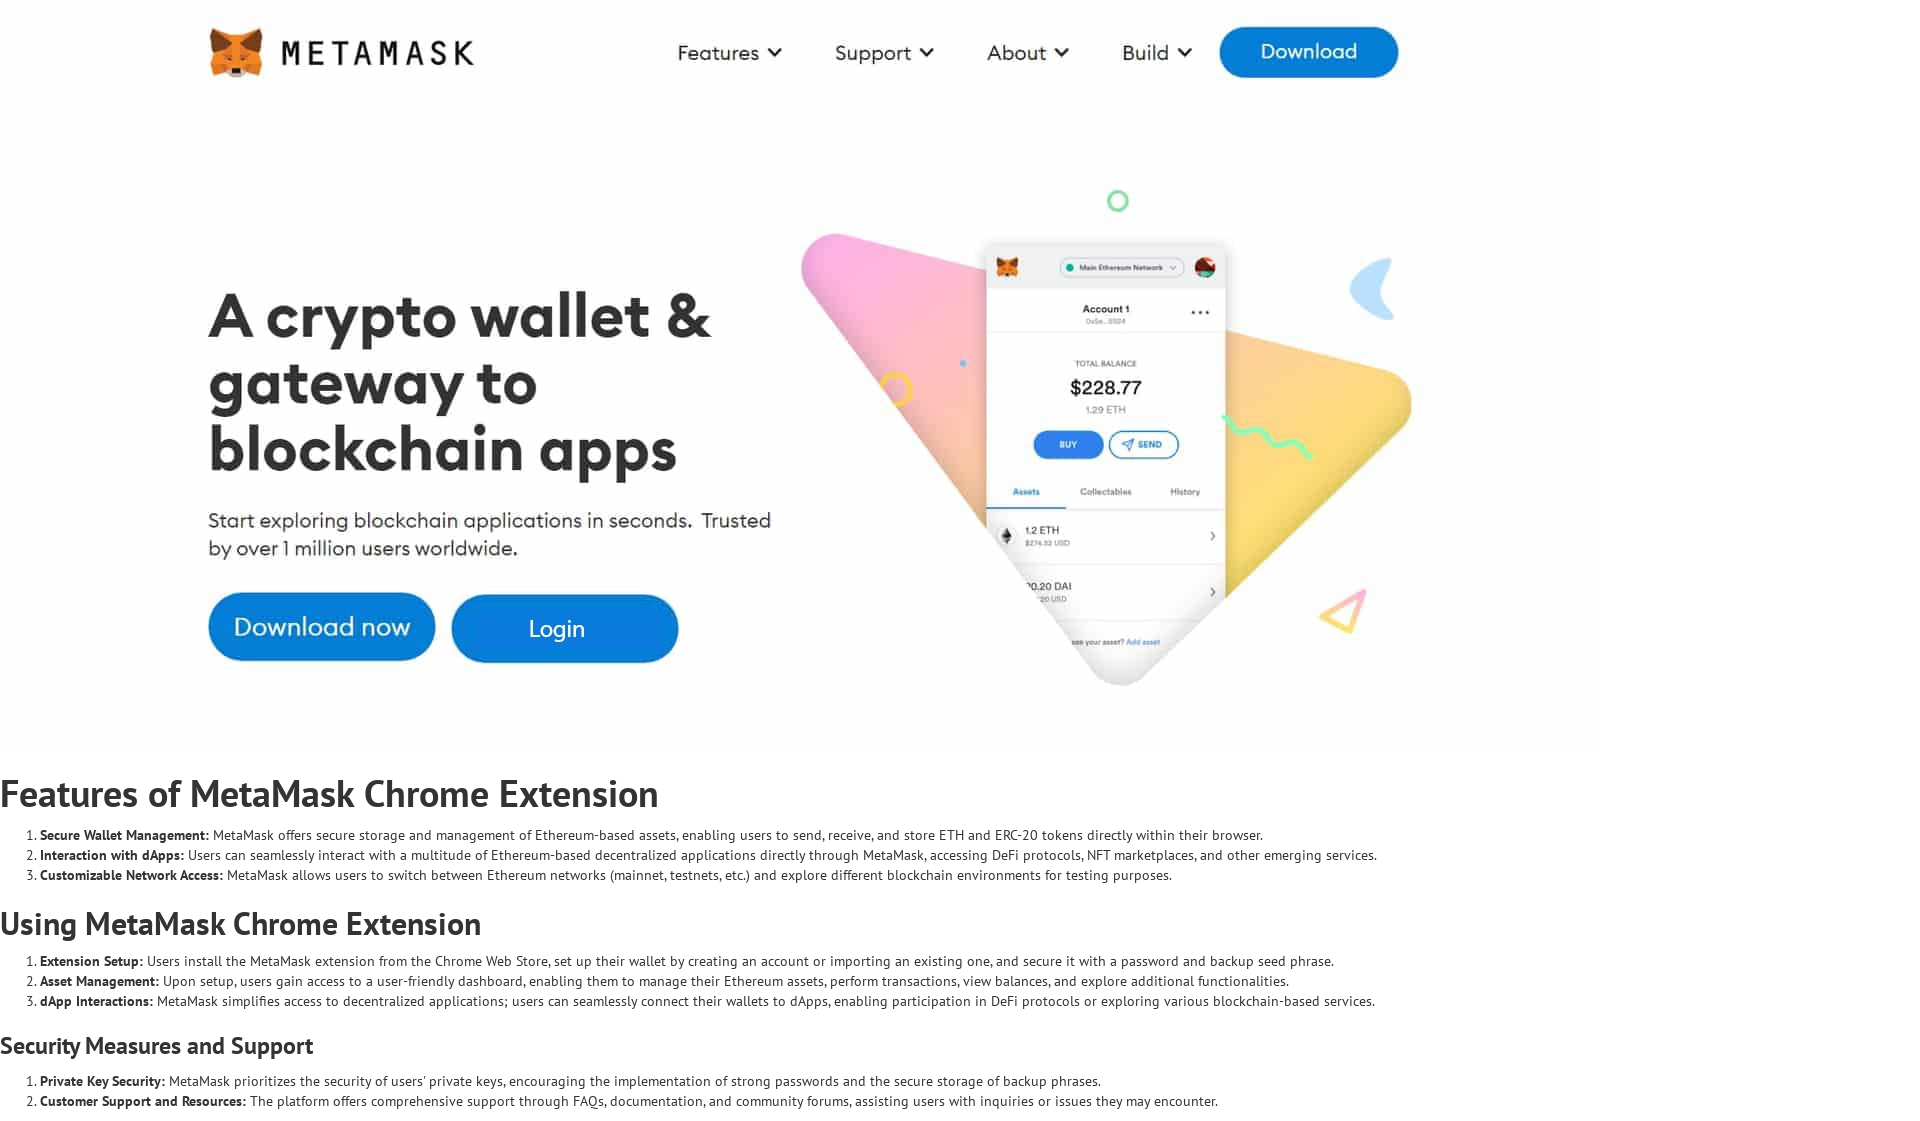 METAMASK
Features
Support
About
Build
Download
A crypto wallet &
gateway to
blockchain apps
Start exploring blockchain applications in seconds. Trusted
by over 1 million users worldwide.
Download now
Login
Main Ethereum Network
Account 1
TOTAL BALANCE
$228.77
1.29 ETH
BUY
SEND
Assets
Collectables
History
1.2 ETH
$274.52 USD
0.20 DAI
20 USD
see your asset? Add asset
Features of MetaMask Chrome Extension
1. Secure Wallet Management: MetaMask offers secure storage and management of Ethereum-based assets, enabling users to send, receive, and store ETH and ERC-20 tokens directly within their browser.
2. Interaction with dApps: Users can seamlessly interact with a multitude of Ethereum-based decentralized applications directly through MetaMask, accessing DeFi protocols, NFT marketplaces, and other emerging services.
3. Customizable Network Access: MetaMask allows users to switch between Ethereum networks (mainnet, testnets, etc.) and explore different blockchain environments for testing purposes.
Using MetaMask Chrome Extension
1. Extension Setup: Users install the MetaMask extension from the Chrome Web Store, set up their wallet by creating an account or importing an existing one, and secure it with a password and backup seed phrase.
2. Asset Management: Upon setup, users gain access to a user-friendly dashboard, enabling them to manage their Ethereum assets, perform transactions, view balances, and explore additional functionalities.
3. dApp Interactions: MetaMask simplifies access to decentralized applications; users can seamlessly connect their wallets to dApps, enabling participation in DeFi protocols or exploring various blockchain-based services.
Security Measures and Support
1. Private Key Security: MetaMask prioritizes the security of users' private keys, encouraging the implementation of strong passwords and the secure storage of backup phrases.
2. Customer Support and Resources: The platform offers comprehensive support through FAQs, documentation, and community forums, assisting users with inquiries or issues they may encounter.